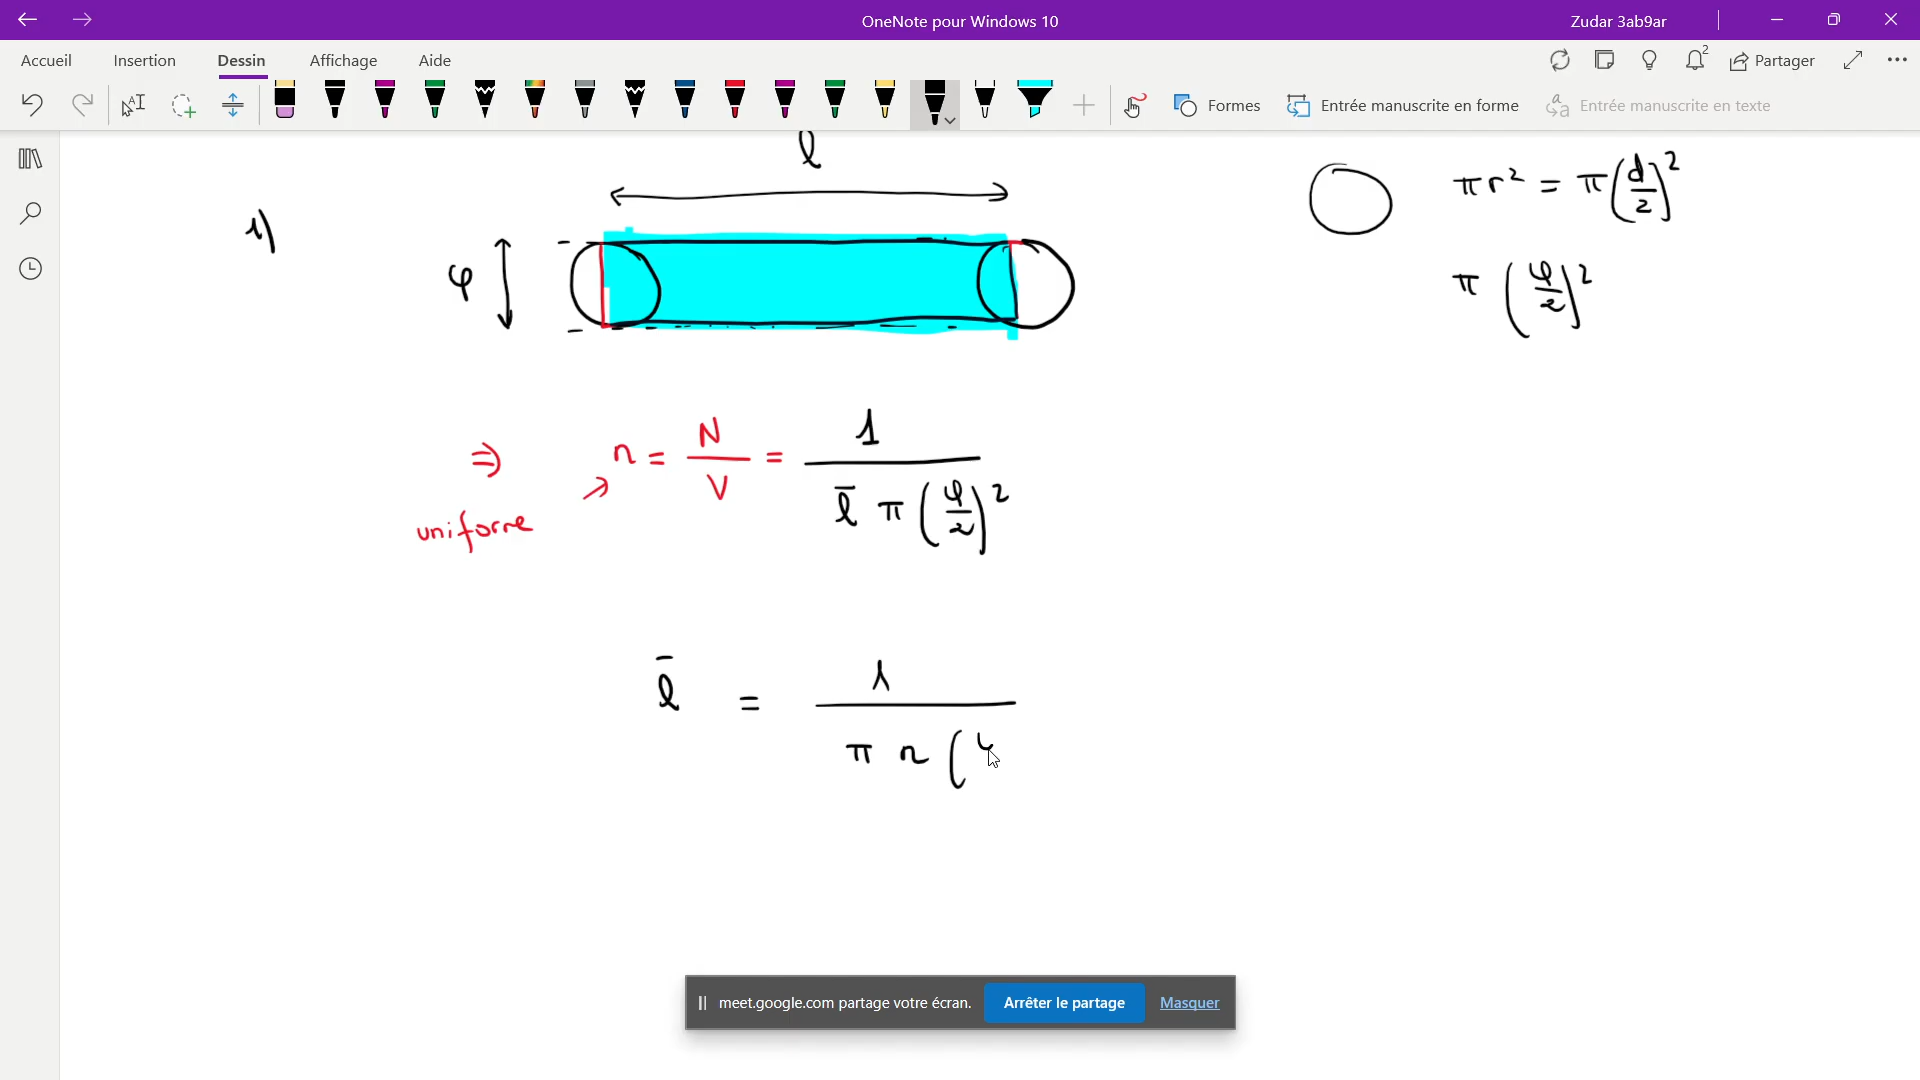 OneNote pour Windows 10
Zudar 3ab9ar
Accueil Insertion Dessin Affichage Aide
2 Partager
Formes Entrée manuscrite en forme Entrée manuscrite en texte
l
1)
φ
πr² = π(d/2)²
π (φ/2)²
⇒ n = N/V = 1/(l̄ π (φ/2)²)
uniforme
l̄ = 1/(π n (
meet.google.com partage votre écran. Arrêter le partage Masquer